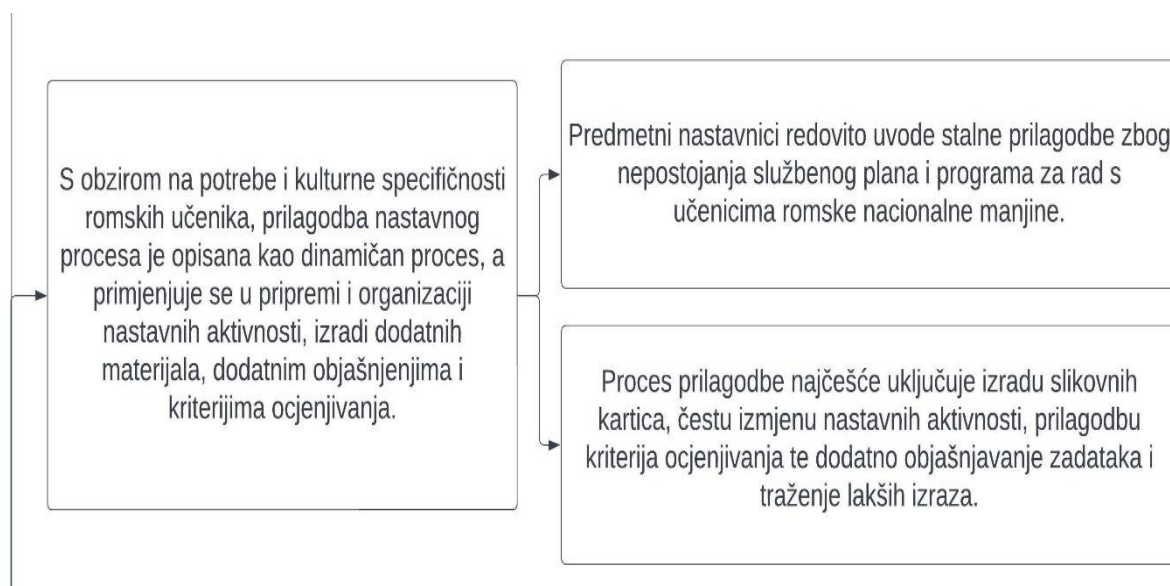 S obzirom na potrebe i kulturne specifičnosti
romskih učenika, prilagodba nastavnog
procesa je opisana kao dinamičan proces, a
primjenjuje se u pripremi i organizaciji
nastavnih aktivnosti, izradi dodatnih
materijala, dodatnim objašnjenjima i
kriterijima ocjenjivanja.
Predmetni nastavnici redovito uvode stalne prilagodbe zbog
nepostojanja službenog plana i programa za rad s
učenicima romske nacionalne manjine.
Proces prilagodbe najčešće uključuje izradu slikovnih
kartica, čestu izmjenu nastavnih aktivnosti, prilagodbu
kriterija ocjenjivanja te dodatno objašnjavanje zadataka i
traženje lakših izraza.